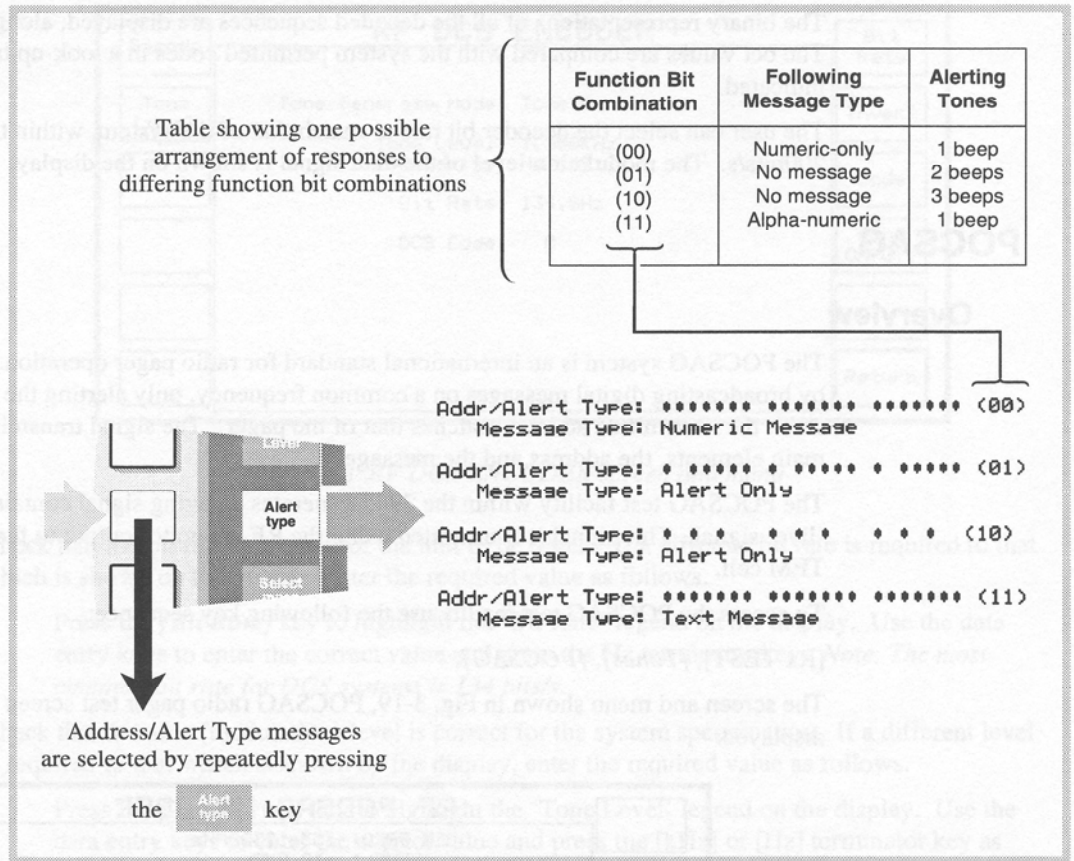 Table showing one possible
arrangement of responses to
differing function bit combinations
Function Bit Combination
Following Message Type
Alerting Tones
(00) Numeric-only 1 beep
(01) No message 2 beeps
(10) No message 3 beeps
(11) Alpha-numeric 1 beep
Addr/Alert Type: (00)
Message Type: Numeric Message
Addr/Alert Type: (01)
Message Type: Alert Only
Addr/Alert Type: (10)
Message Type: Alert Only
Addr/Alert Type: (11)
Message Type: Text Message
Level
Alert
type
Select
Address/Alert Type messages
are selected by repeatedly pressing
the Alert type key